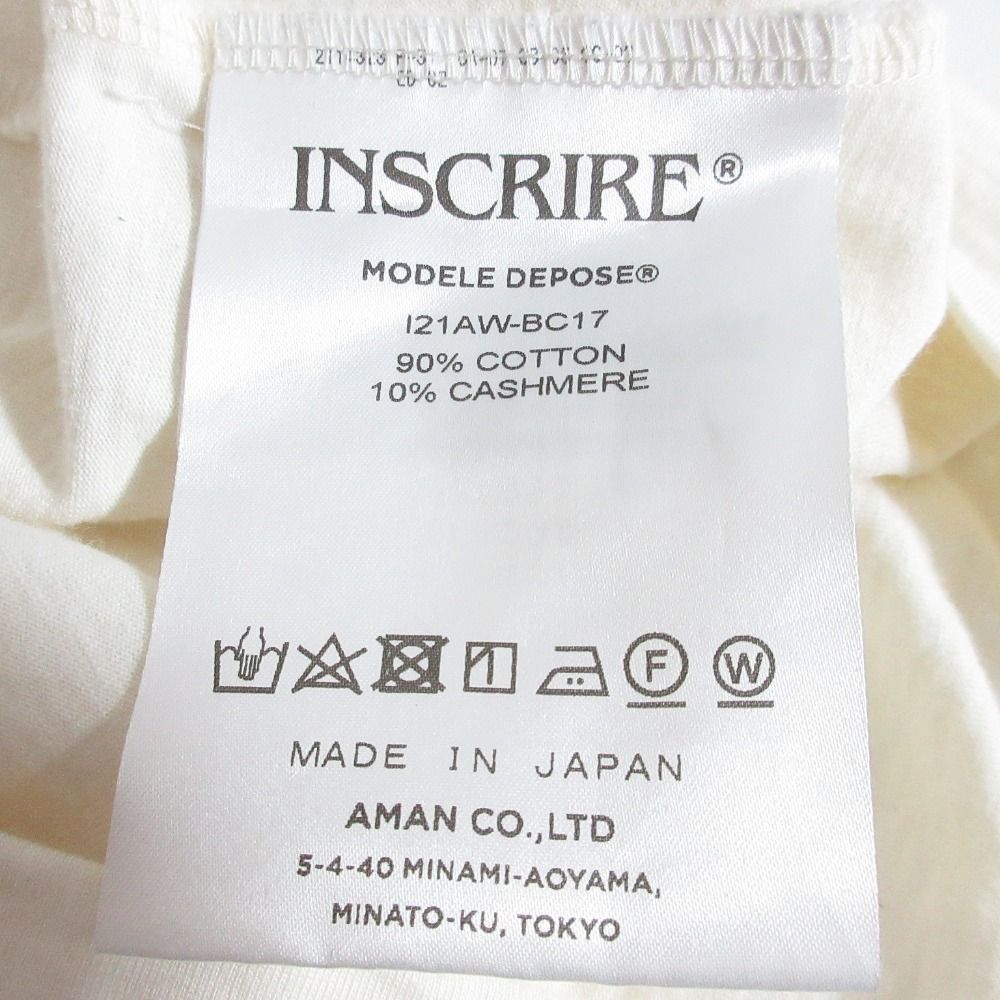 INSCRIRE®
MODELE DEPOSE®
I21AW-BC17
90% COTTON
10% CASHMERE
1 F W
MADE IN JAPAN
AMAN CO.,LTD
5-4-40 MINAMI-AOYAMA,
MINATO-KU, TOKYO